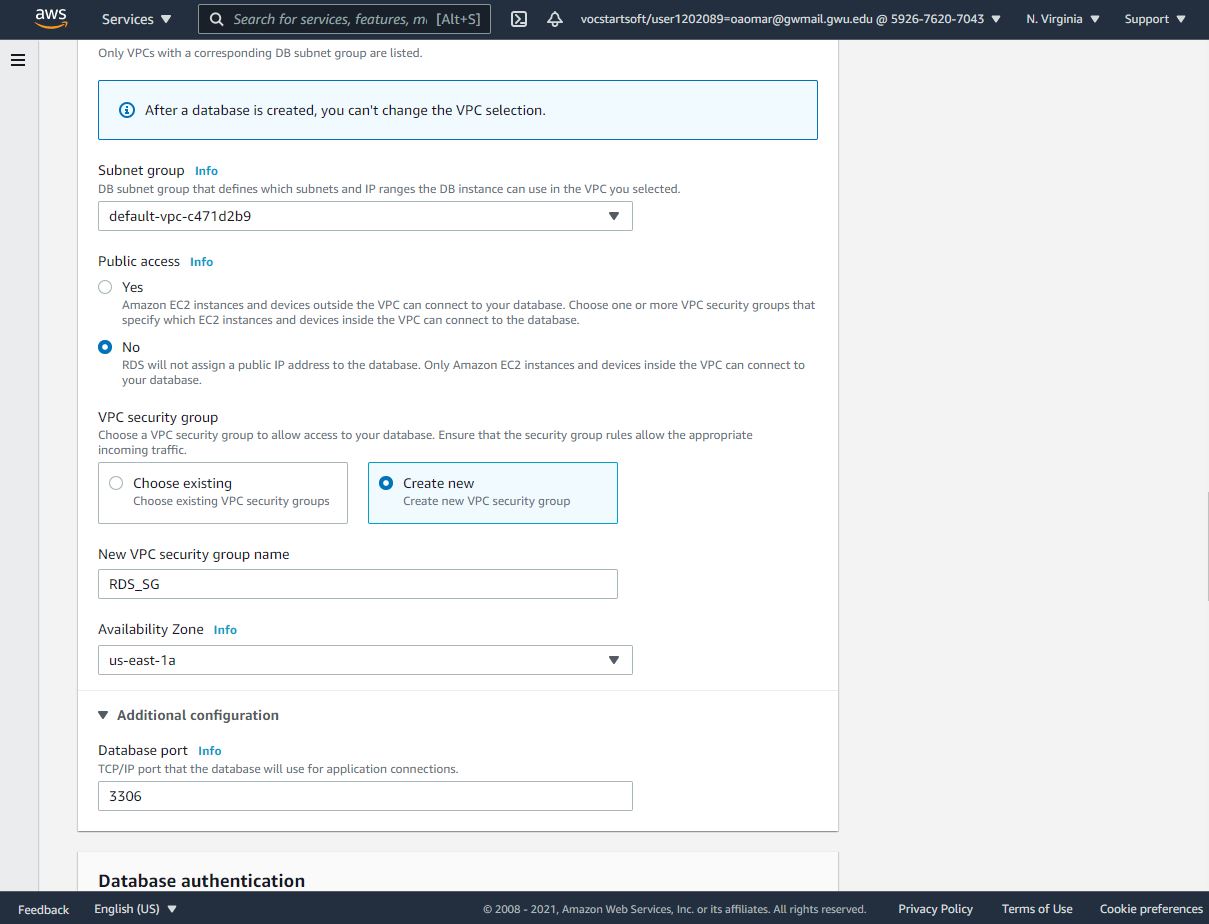 aws
Services
Search for services, features, m [Alt+S]
vocstartsoft/user1202089=oaomar@gwmail.gwu.edu @ 5926-7620-7043
N. Virginia
Support
Only VPCs with a corresponding DB subnet group are listed.
After a database is created, you can't change the VPC selection.
Subnet group Info
DB subnet group that defines which subnets and IP ranges the DB instance can use in the VPC you selected.
default-vpc-c471d2b9
Public access Info
Yes
Amazon EC2 instances and devices outside the VPC can connect to your database. Choose one or more VPC security groups that
specify which EC2 instances and devices inside the VPC can connect to the database.
No
RDS will not assign a public IP address to the database. Only Amazon EC2 instances and devices inside the VPC can connect to
your database.
VPC security group
Choose a VPC security group to allow access to your database. Ensure that the security group rules allow the appropriate
incoming traffic.
Choose existing
Choose existing VPC security groups
Create new
Create new VPC security group
New VPC security group name
RDS_SG
Availability Zone Info
us-east-1a
Additional configuration
Database port Info
TCP/IP port that the database will use for application connections.
3306
Database authentication
Feedback
English (US)
© 2008 - 2021, Amazon Web Services, Inc. or its affiliates. All rights reserved.
Privacy Policy
Terms of Use
Cookie preferences